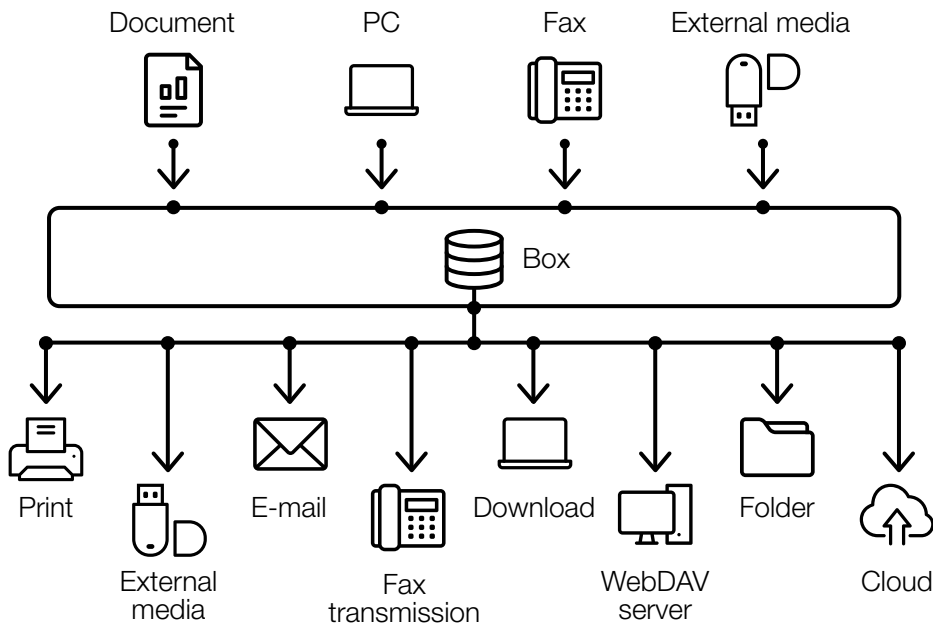 Document
PC
Fax
External media
Box
Print
External
media
E-mail
Fax
transmission
Download
WebDAV
server
Folder
Cloud